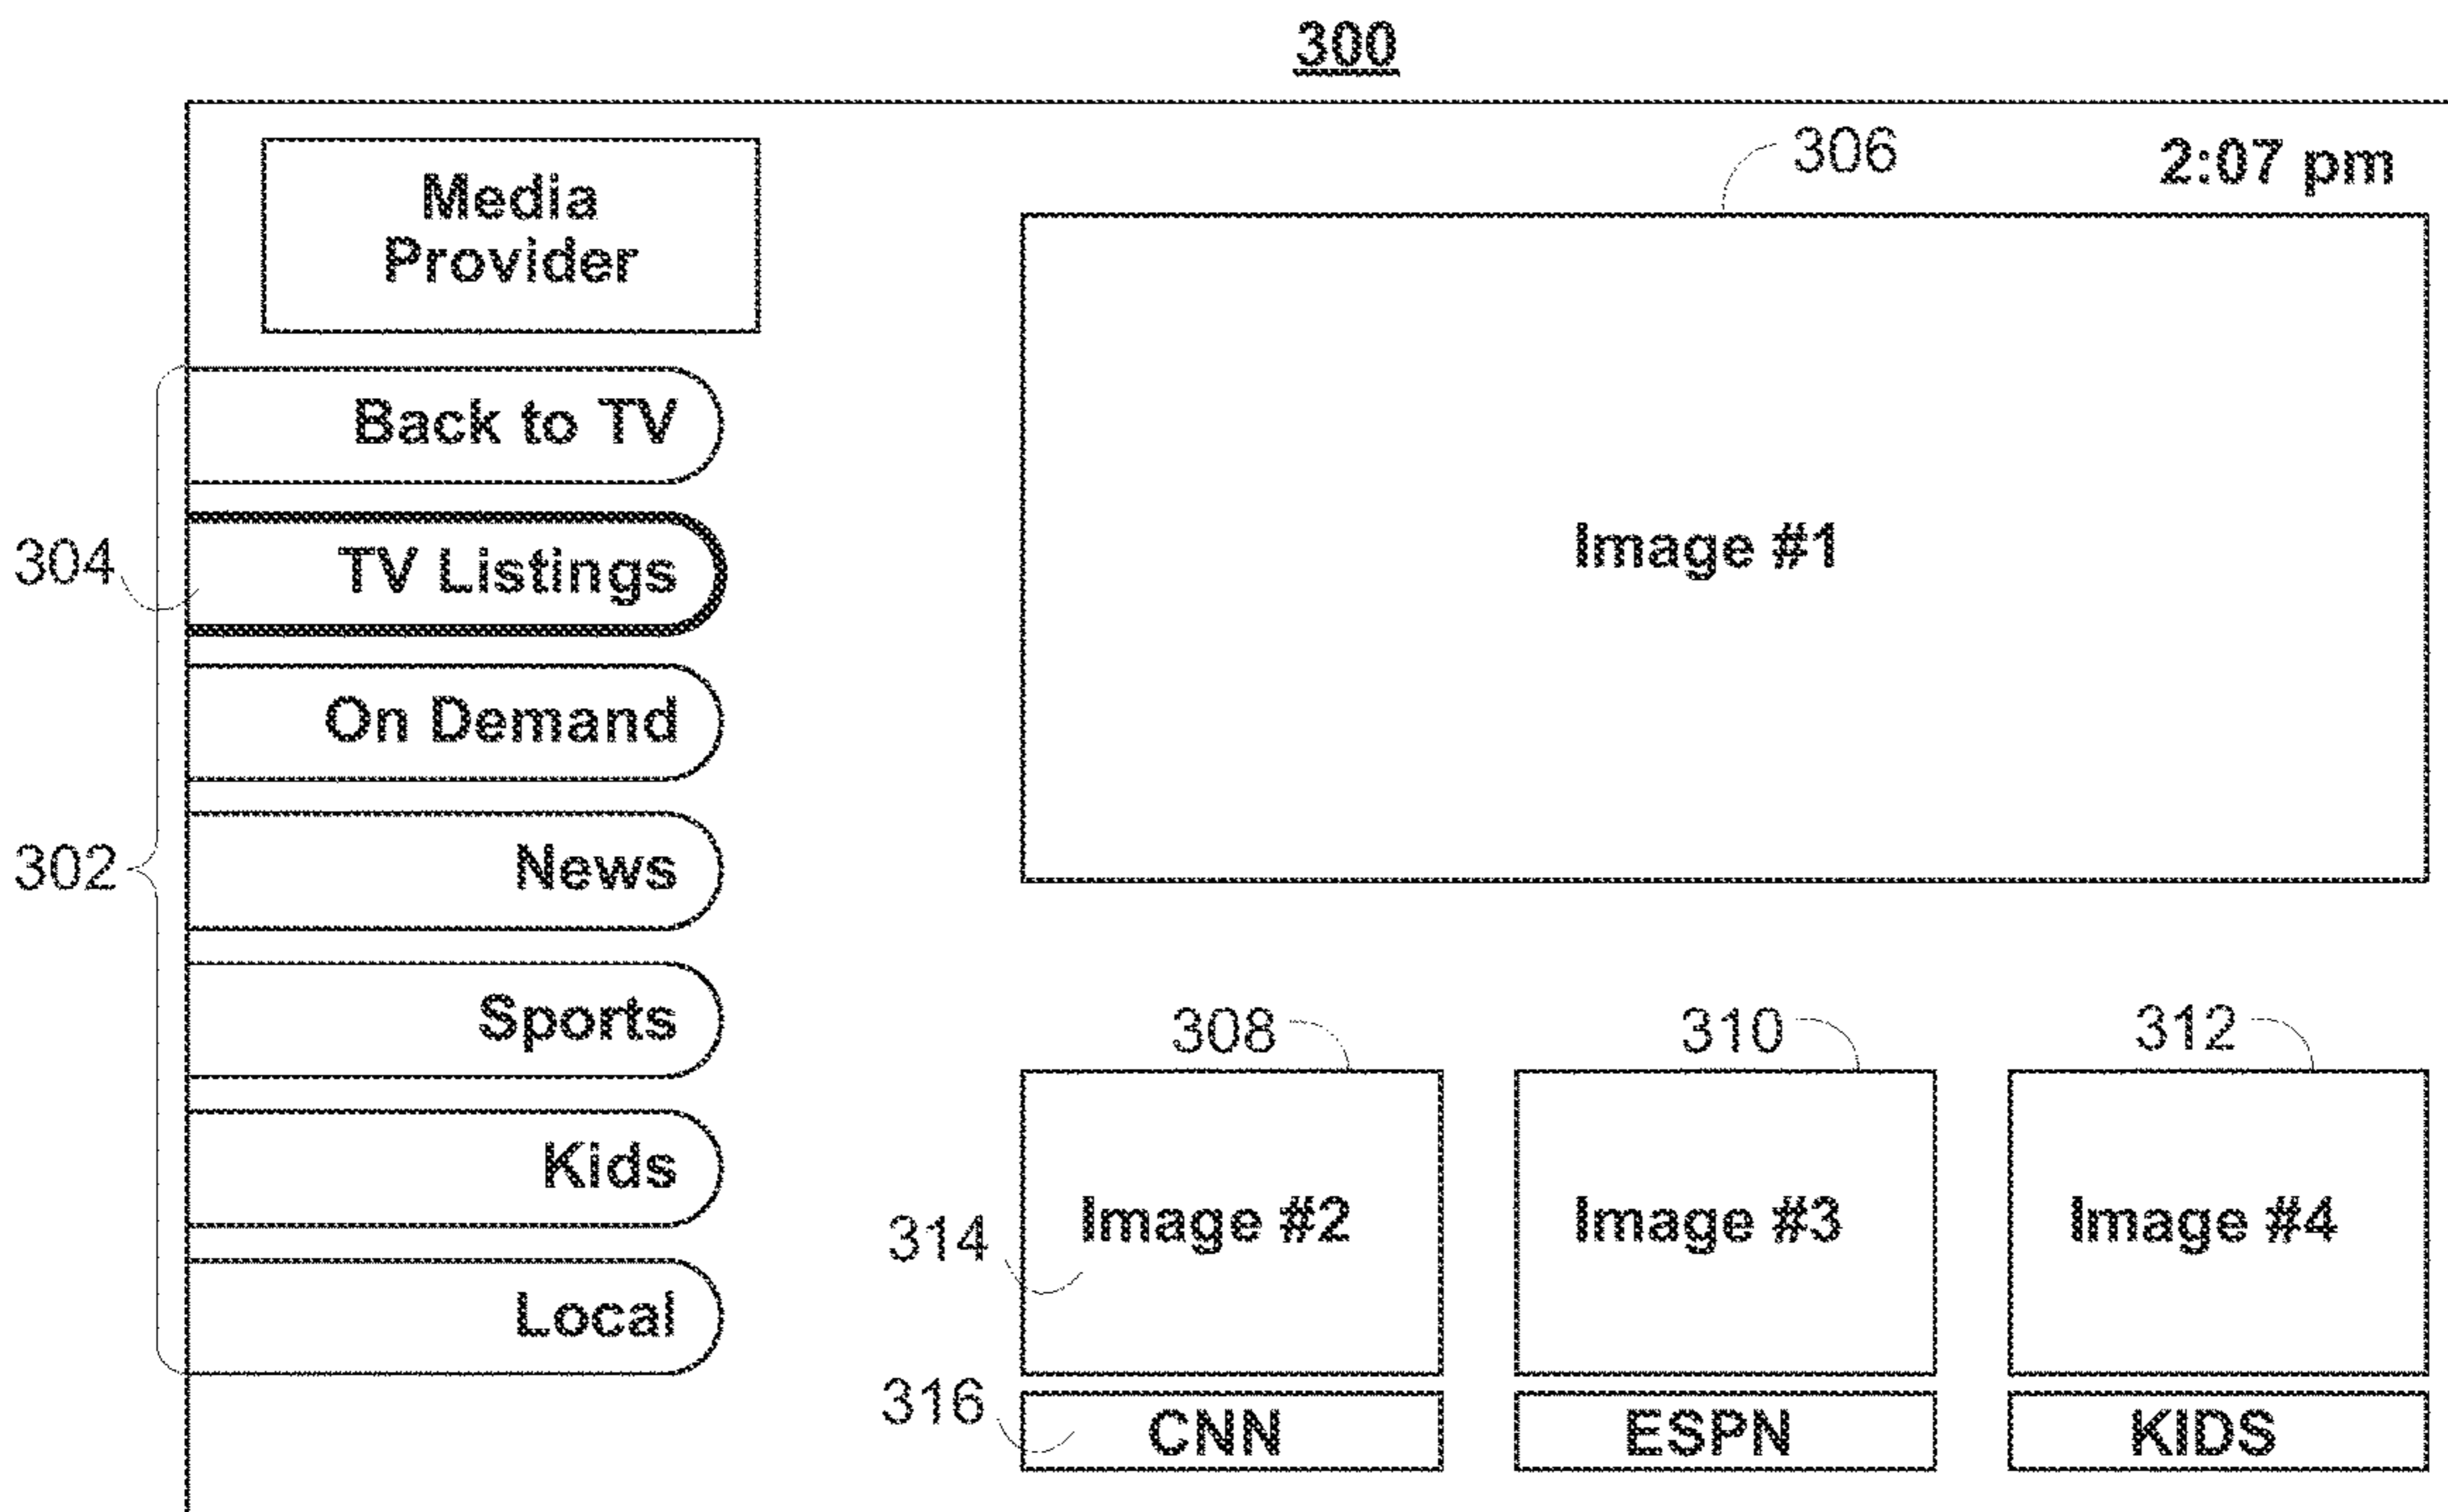 300
306
2:07 pm
Media
Provider
Back to TV
Image #1
304
TV Listings
On Demand
302
News
Sports
308
310
312
Kids
314
Image #2
Image #3
Image #4
Local
316
CNN
ESPN
KIDS